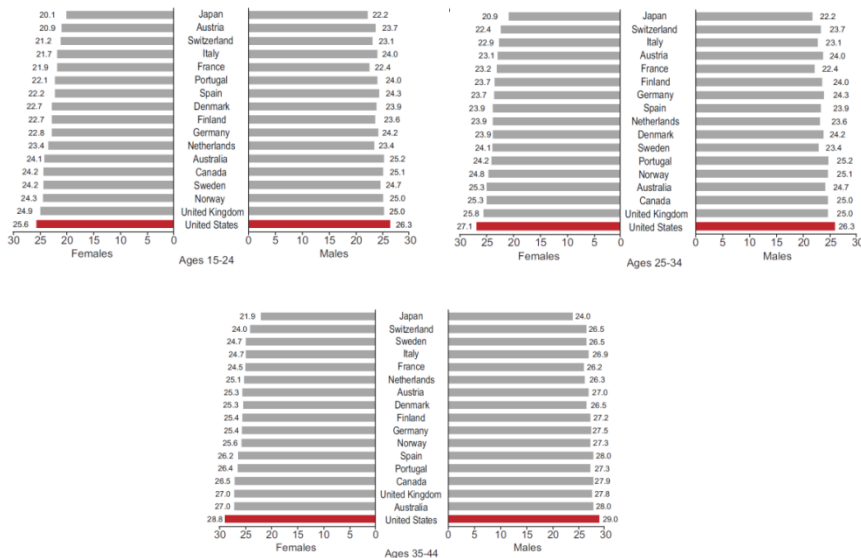 20.1 Japan 22.2
20.9 Austria 23.7
21.2 Switzerland 23.1
21.7 Italy 24.0
21.9 France 22.4
22.1 Portugal 24.0
22.2 Spain 24.3
22.7 Denmark 23.9
22.7 Finland 23.6
22.8 Germany 24.2
23.4 Netherlands 23.4
24.1 Australia 25.2
24.2 Canada 25.1
24.2 Sweden 24.7
24.3 Norway 25.0
24.9 United Kingdom 25.0
25.6 United States 26.3
30 25 20 15 10 5 0 0 5 10 15 20 25 30
Females Males
Ages 15-24
20.9 Japan 22.2
22.4 Switzerland 23.7
22.9 Italy 23.1
23.1 Austria 24.0
23.2 France 22.4
23.7 Finland 24.0
23.7 Germany 24.3
23.9 Spain 23.9
23.9 Netherlands 23.6
23.9 Denmark 24.2
24.1 Sweden 23.4
24.2 Portugal 25.2
24.8 Norway 25.1
25.3 Australia 24.7
25.3 Canada 25.0
25.8 United Kingdom 25.0
27.1 United States 26.3
30 25 20 15 10 5 0 0 5 10 15 20 25 30
Females Males
Ages 25-34
21.9 Japan 24.0
24.0 Switzerland 26.5
24.7 Sweden 26.5
24.7 Italy 26.9
24.5 France 26.2
25.1 Netherlands 26.3
25.3 Austria 27.0
25.3 Denmark 26.5
25.4 Finland 27.2
25.4 Germany 27.5
25.6 Norway 27.3
26.2 Spain 28.0
26.4 Portugal 27.3
26.5 Canada 27.9
27.0 United Kingdom 27.8
27.0 Australia 28.0
28.8 United States 29.0
30 25 20 15 10 5 0 0 5 10 15 20 25 30
Females Males
Ages 35-44